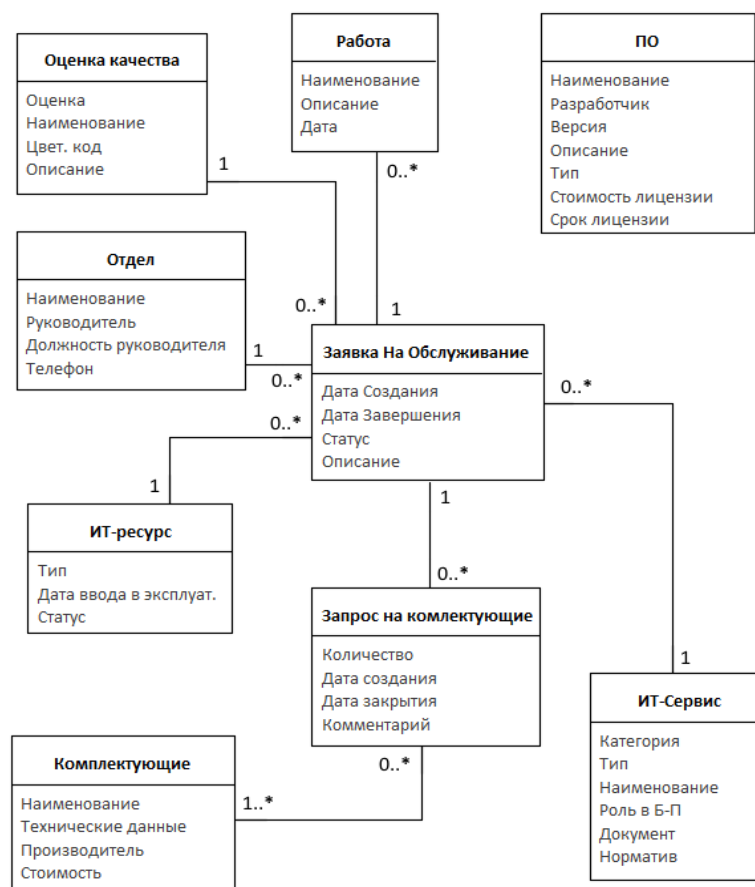 Оценка качества
Оценка
Наименование
Цвет. код
Описание
1
Работа
Наименование
Описание
Дата
0..*
ПО
Наименование
Разработчик
Версия
Описание
Тип
Стоимость лицензии
Срок лицензии
Отдел
Наименование
Руководитель
Должность руководителя
Телефон
1
0..*
0..*
1
Заявка На Обслуживание
Дата Создания
Дата Завершения
Статус
Описание
0..*
0..*
1
1
ИТ-ресурс
Тип
Дата ввода в эксплуат.
Статус
0..*
Запрос на комлектующие
Количество
Дата создания
Дата закрытия
Комментарий
0..*
1
ИТ-Сервис
Категория
Тип
Наименование
Роль в Б-П
Документ
Норматив
Комплектующие
Наименование
Технические данные
Производитель
Стоимость
1..*